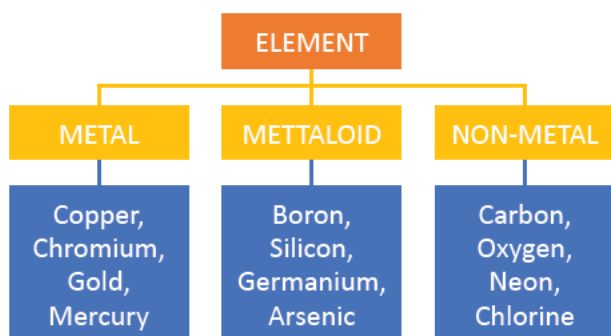 ELEMENT
METAL
METTALOID
NON-METAL
Copper,
Chromium,
Gold,
Mercury
Boron,
Silicon,
Germanium,
Arsenic
Carbon,
Oxygen,
Neon,
Chlorine